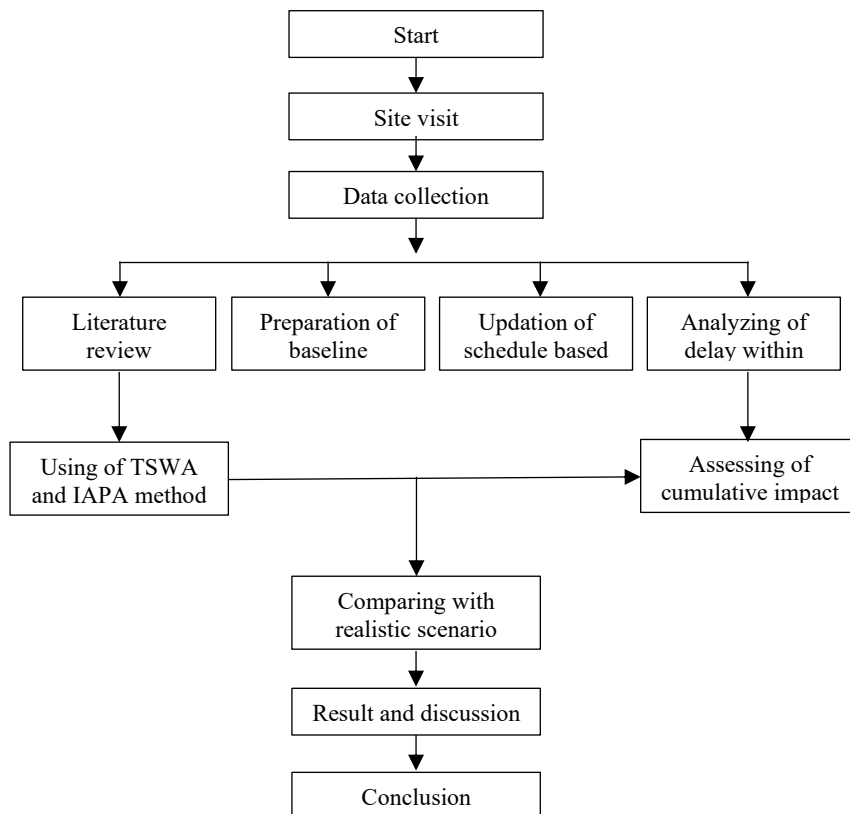 Start
Site visit
Data collection
Literature
review
Preparation of
baseline
Updation of
schedule based
Analyzing of
delay within
Using of TSWA
and IAPA method
Assessing of
cumulative impact
Comparing with
realistic scenario
Result and discussion
Conclusion